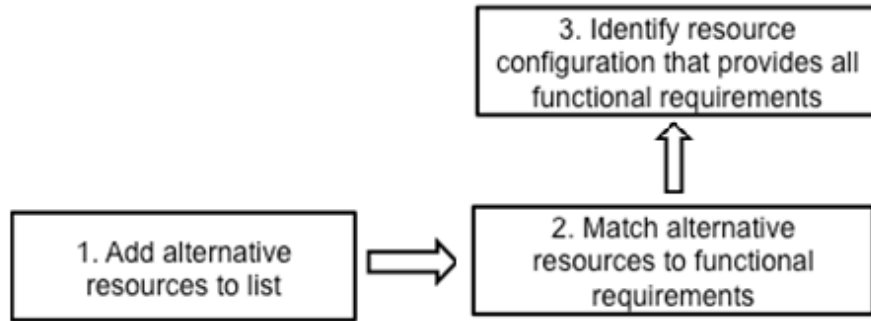 3. Identify resource
configuration that provides all
functional requirements
1. Add alternative
resources to list
2. Match alternative
resources to functional
requirements